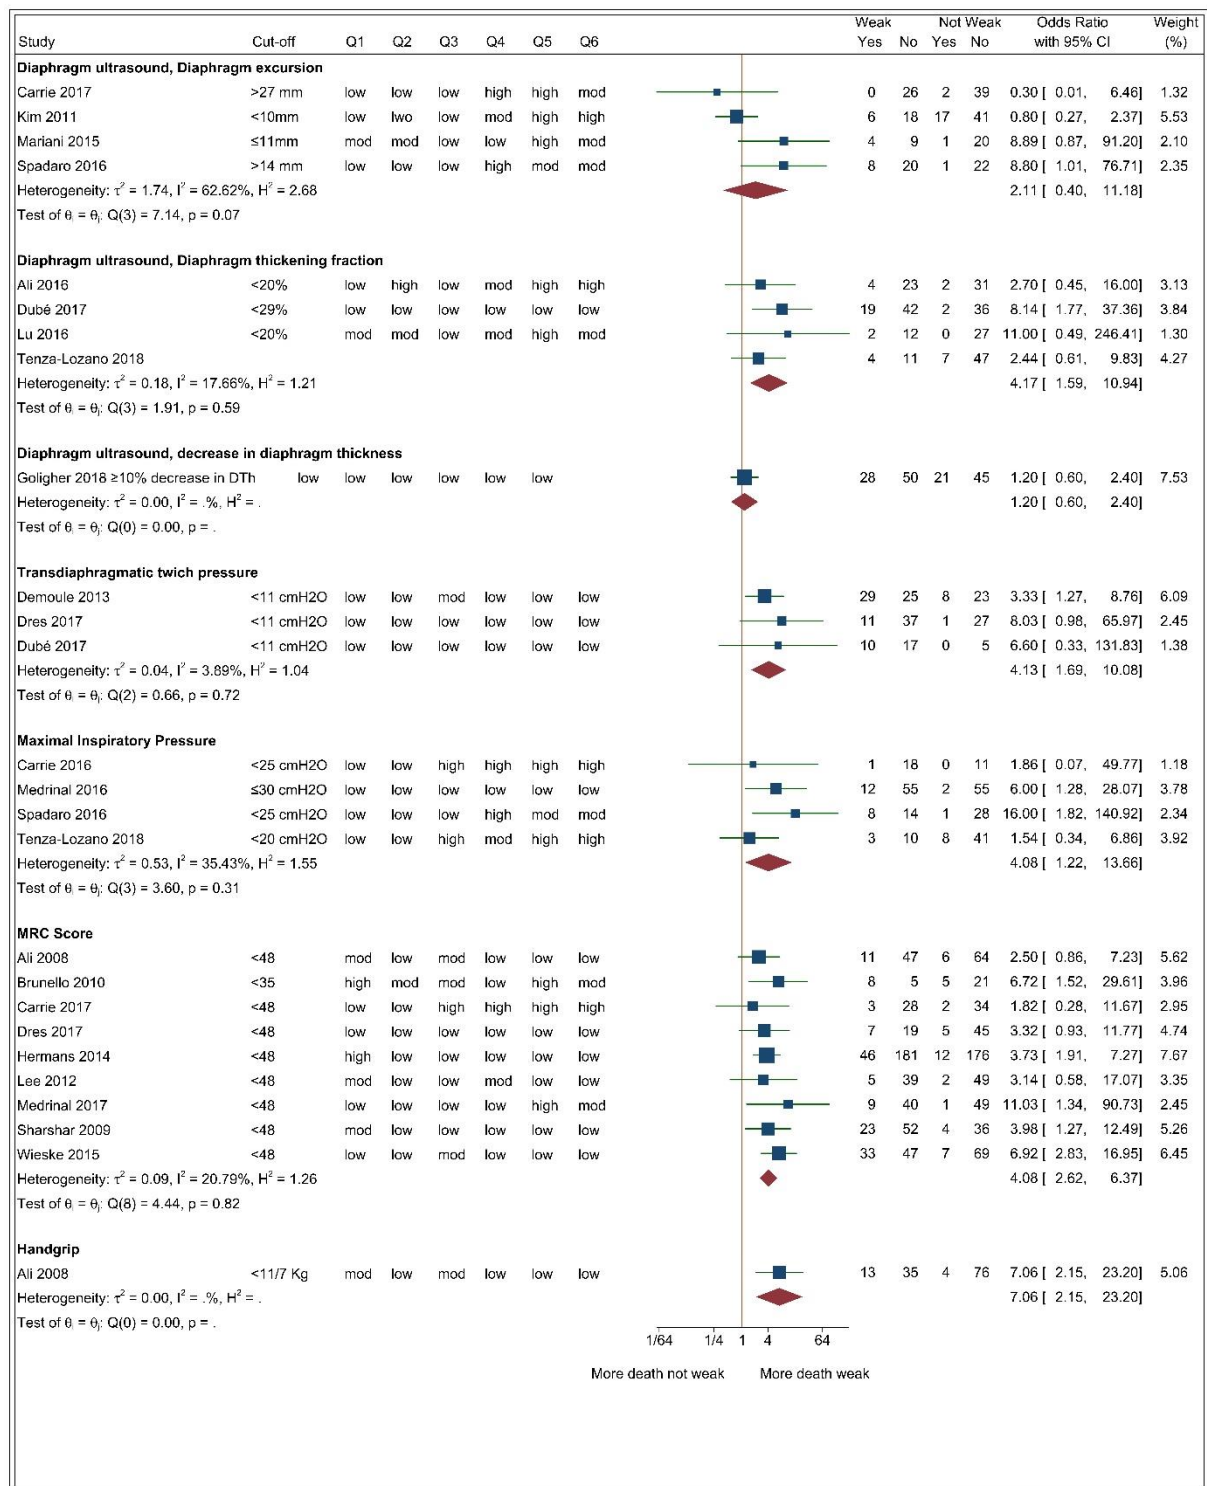 Weak Not Weak Odds Ratio Weight
Study Cut-off Q1 Q2 Q3 Q4 Q5 Q6 Yes No Yes No with 95% CI (%)
Diaphragm ultrasound, Diaphragm excursion
Carrie 2017 >27 mm low low low high high mod 0 26 2 39 0.30 [ 0.01, 6.46] 1.32
Kim 2011 <10mm low lwo low mod high high 6 18 17 41 0.80 [ 0.27, 2.37] 5.53
Mariani 2015 ≤11mm mod mod low low high mod 4 9 1 20 8.89 [ 0.87, 91.20] 2.10
Spadaro 2016 >14 mm low low low high mod mod 8 20 1 22 8.80 [ 1.01, 76.71] 2.35
Heterogeneity: τ² = 1.74, I² = 62.62%, H² = 2.68 2.11 [ 0.40, 11.18]
Test of θi = θj: Q(3) = 7.14, p = 0.07
Diaphragm ultrasound, Diaphragm thickening fraction
Ali 2016 <20% low high low mod high high 4 23 2 31 2.70 [ 0.45, 16.00] 3.13
Dubé 2017 <29% low low low low low low 19 42 2 36 8.14 [ 1.77, 37.36] 3.84
Lu 2016 <20% mod mod low low high mod 2 12 0 27 11.00 [ 0.49, 246.41] 1.30
Tenza-Lozano 2018 4 11 7 47 2.44 [ 0.61, 9.83] 4.27
Heterogeneity: τ² = 0.18, I² = 17.66%, H² = 1.21 4.17 [ 1.59, 10.94]
Test of θi = θj: Q(3) = 1.91, p = 0.59
Diaphragm ultrasound, decrease in diaphragm thickness
Goligher 2018 ≥10% decrease in DTh low low low low low low 28 50 21 45 1.20 [ 0.60, 2.40] 7.53
Heterogeneity: τ² = 0.00, I² = .%, H² = . 1.20 [ 0.60, 2.40]
Test of θi = θj: Q(0) = 0.00, p = .
Transdiaphragmatic twich pressure
Demoule 2013 <11 cmH2O low low mod low low low 29 25 8 23 3.33 [ 1.27, 8.76] 6.09
Dres 2017 <11 cmH2O low low low low low low 11 37 1 27 8.03 [ 0.98, 65.97] 2.45
Dubé 2017 <11 cmH2O low low low low low low 10 17 0 5 6.60 [ 0.33, 131.83] 1.38
Heterogeneity: τ² = 0.04, I² = 3.89%, H² = 1.04 4.13 [ 1.69, 10.08]
Test of θi = θj: Q(2) = 0.66, p = 0.72
Maximal Inspiratory Pressure
Carrie 2016 <25 cmH2O low low high high high high 1 18 0 11 1.86 [ 0.07, 49.77] 1.18
Medrinal 2016 ≤30 cmH2O low low low low high mod 12 55 2 55 6.00 [ 1.28, 28.07] 3.78
Spadaro 2016 <25 cmH2O low low low high mod mod 8 14 1 28 16.00 [ 1.82, 140.92] 2.34
Tenza-Lozano 2018 <20 cmH2O low low high mod high high 3 10 8 41 1.54 [ 0.34, 6.86] 3.92
Heterogeneity: τ² = 0.53, I² = 35.43%, H² = 1.55 4.08 [ 1.22, 13.66]
Test of θi = θj: Q(3) = 3.60, p = 0.31
MRC Score
Ali 2008 <48 mod low mod low low low 11 47 6 64 2.50 [ 0.86, 7.23] 5.62
Brunello 2010 <35 high mod mod low mod low 8 5 5 21 6.72 [ 1.52, 29.61] 3.96
Carrie 2017 <48 low low high high high high 3 28 2 34 1.82 [ 0.28, 11.67] 2.95
Dres 2017 <48 low low low low low low 7 19 5 45 3.32 [ 0.93, 11.77] 4.74
Hermans 2014 <48 high low low low low low 46 181 12 176 3.73 [ 1.91, 7.27] 7.67
Lee 2012 <48 mod low low mod low low 5 39 2 49 3.14 [ 0.58, 17.07] 3.35
Medrinal 2017 <48 low low low low high mod 9 40 1 49 11.03 [ 1.34, 90.73] 2.45
Sharshar 2009 <48 mod low low low low low 23 52 4 36 3.98 [ 1.27, 12.49] 5.26
Wieske 2015 <48 low low mod low low low 33 47 7 69 6.92 [ 2.83, 16.95] 6.45
Heterogeneity: τ² = 0.09, I² = 20.79%, H² = 1.26 4.08 [ 2.62, 6.37]
Test of θi = θj: Q(8) = 4.44, p = 0.82
Handgrip
Ali 2008 <11/7 Kg mod low mod low low low 13 35 4 76 7.06 [ 2.15, 23.20] 5.06
Heterogeneity: τ² = 0.00, I² = .%, H² = . 7.06 [ 2.15, 23.20]
Test of θi = θj: Q(0) = 0.00, p = .
1/64 1/4 1 4 64
More death not weak More death weak